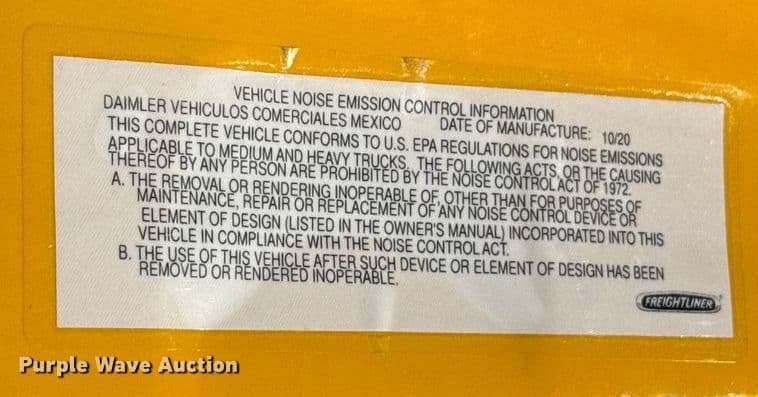 VEHICLE NOISE EMISSION CONTROL INFORMATION
DAIMLER VEHICULOS COMERCIALES MEXICO DATE OF MANUFACTURE: 10/20
THIS COMPLETE VEHICLE CONFORMS TO U.S. EPA REGULATIONS FOR NOISE EMISSIONS
APPLICABLE TO MEDIUM AND HEAVY TRUCKS. THE FOLLOWING ACTS, OR THE CAUSING
THEREOF BY ANY PERSON ARE PROHIBITED BY THE NOISE CONTROL ACT OF 1972.
A. THE REMOVAL OR RENDERING INOPERABLE OF, OTHER THAN FOR PURPOSES OF
MAINTENANCE, REPAIR OR REPLACEMENT OF ANY NOISE CONTROL DEVICE OR
ELEMENT OF DESIGN (LISTED IN THE OWNER'S MANUAL) INCORPORATED INTO THIS
VEHICLE IN COMPLIANCE WITH THE NOISE CONTROL ACT.
B. THE USE OF THIS VEHICLE AFTER SUCH DEVICE OR ELEMENT OF DESIGN HAS BEEN
REMOVED OR RENDERED INOPERABLE.
FREIGHTLINER
Purple Wave Auction